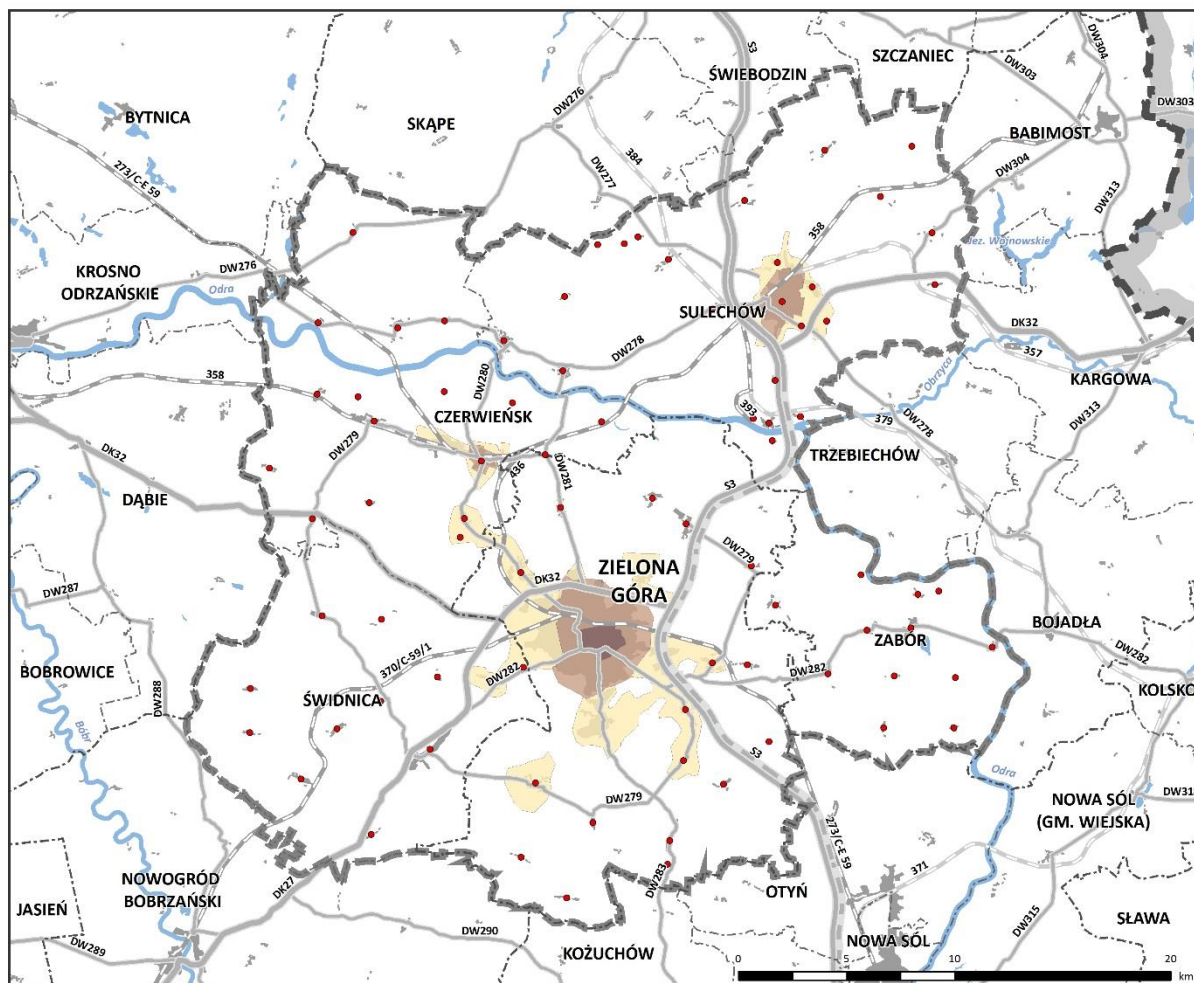 S3
SZCZANIEC
DW304
ŚWIEBODZIN
DW303
DW276
DW303
BYTNICA
SKĄPE
BABIMOST
384
273/C-E 59
DW304
DW277
DW313
358
Jez. Wojnowskie
KROSNO
ODRZAŃSKIE
DW276
Odra
SULECHÓW
DK32
DW278
357
358
DW280
Obrzyca
KARGOWA
CZERWIEŃSK
393
379
DW278
DW313
DW279
DK32
436
DW281
TRZEBIECHÓW
DĄBIE
S3
DW279
ZIELONA
GÓRA
DK32
DW287
ZABÓR
BOJADŁA
BOBROWICE
370/C-59/1
DW282
DW282
DW282
KOLSKO
DW288
ŚWIDNICA
Bóbr
S3
Odra
DW279
NOWA SÓL
(GM. WIEJSKA)
DW31
273/C-E 59
371
NOWOGRÓD
BOBRZAŃSKI
DK27
DW283
OTYŃ
JASIEŃ
DW315
SŁAWA
DW290
DW289
KOŻUCHÓW
NOWA SÓL
0 5 10 20
km